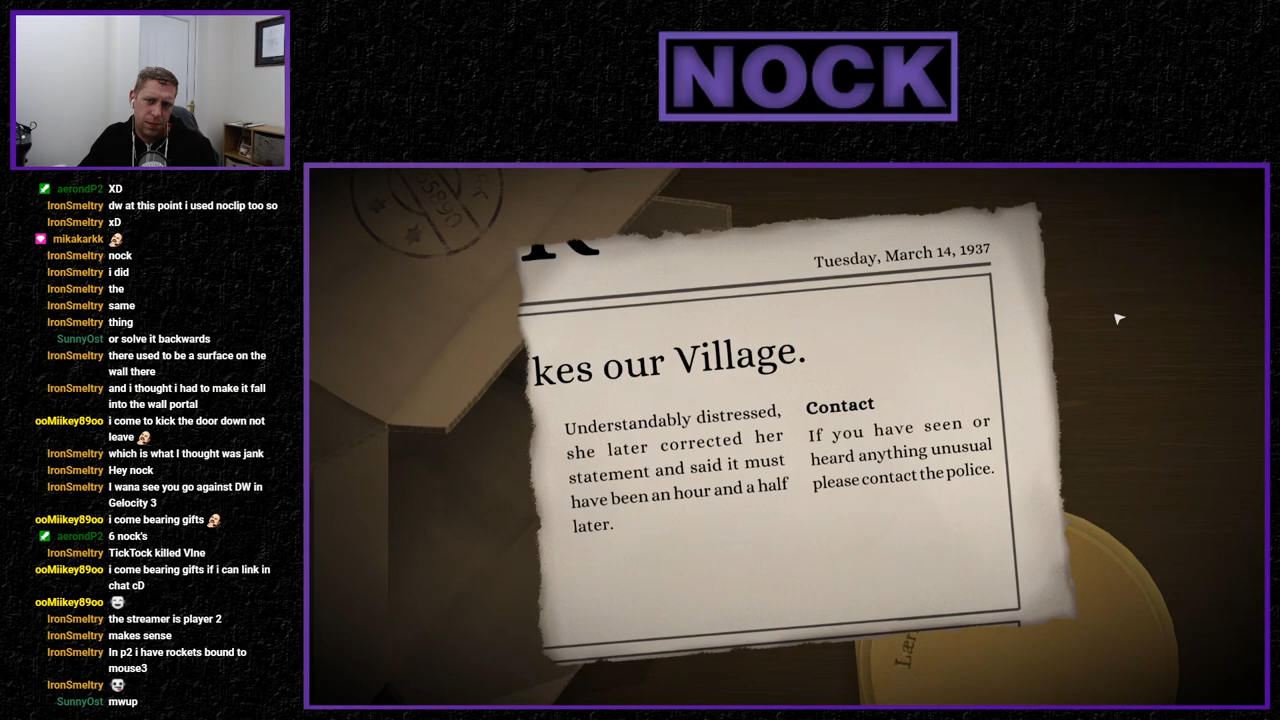 NOCK
aerondP2 XD
IronSmeltry dw at this point i used noclip too so
IronSmeltry xD
mikakarkk
IronSmeltry nock
IronSmeltry i did
IronSmeltry the
IronSmeltry same
IronSmeltry thing
SunnyOst or solve it backwards
IronSmeltry there used to be a surface on the
wall there
IronSmeltry and i thought i had to make it fall
into the wall portal
ooMiikey89oo i come to kick the door down not
leave
IronSmeltry which is what I thought was jank
IronSmeltry Hey nock
IronSmeltry I wana see you go against DW in
Gelocity 3
ooMiikey89oo i come bearing gifts
aerondP2 6 nock's
IronSmeltry TickTock killed VIne
ooMiikey89oo i come bearing gifts if i can link in
chat cD
ooMiikey89oo
IronSmeltry the streamer is player 2
IronSmeltry makes sense
IronSmeltry In p2 i have rockets bound to
mouse3
IronSmeltry
SunnyOst mwup
Tuesday, March 14, 1937
kes our Village.
Understandably distressed,
she later corrected her
statement and said it must
have been an hour and a half
later.
Contact
If you have seen or
heard anything unusual
please contact the police.